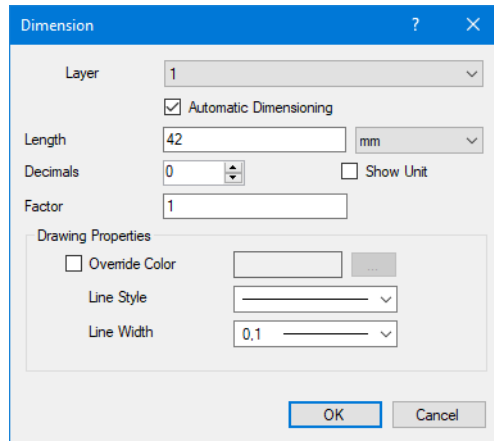 Dimension ?
Layer 1
Automatic Dimensioning
Length 42 mm
Decimals 0 Show Unit
Factor 1
Drawing Properties
Override Color ...
Line Style
Line Width 0,1
OK Cancel